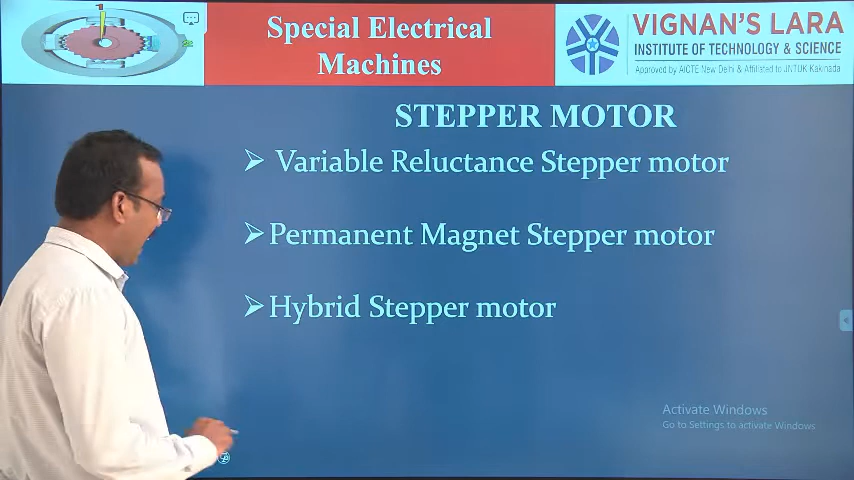 Special Electrical
Machines
VIGNAN'S LARA
INSTITUTE OF TECHNOLOGY & SCIENCE
Approved by AICTE New Delhi & Affiliated to JNTUK Kakinada
STEPPER MOTOR
➢ Variable Reluctance Stepper motor
➢ Permanent Magnet Stepper motor
➢ Hybrid Stepper motor
Activate Windows
Go to Settings to activate Windows